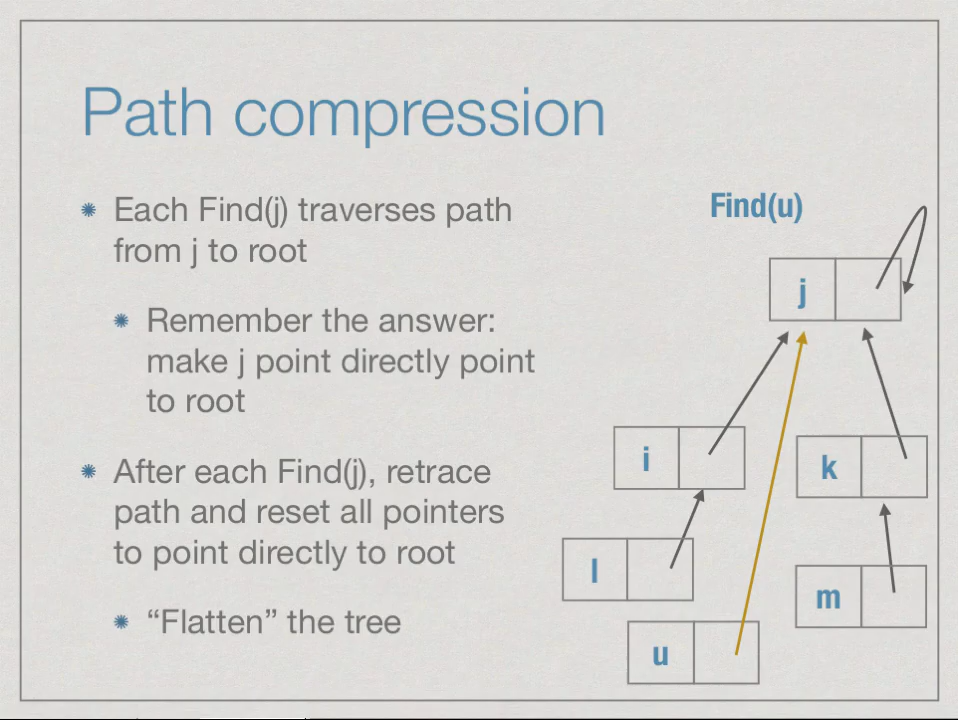 Path compression
Each Find(j) traverses path
from j to root
Remember the answer:
make j point directly point
to root
After each Find(j), retrace
path and reset all pointers
to point directly to root
“Flatten” the tree
Find(u)
j
i
k
l
m
u